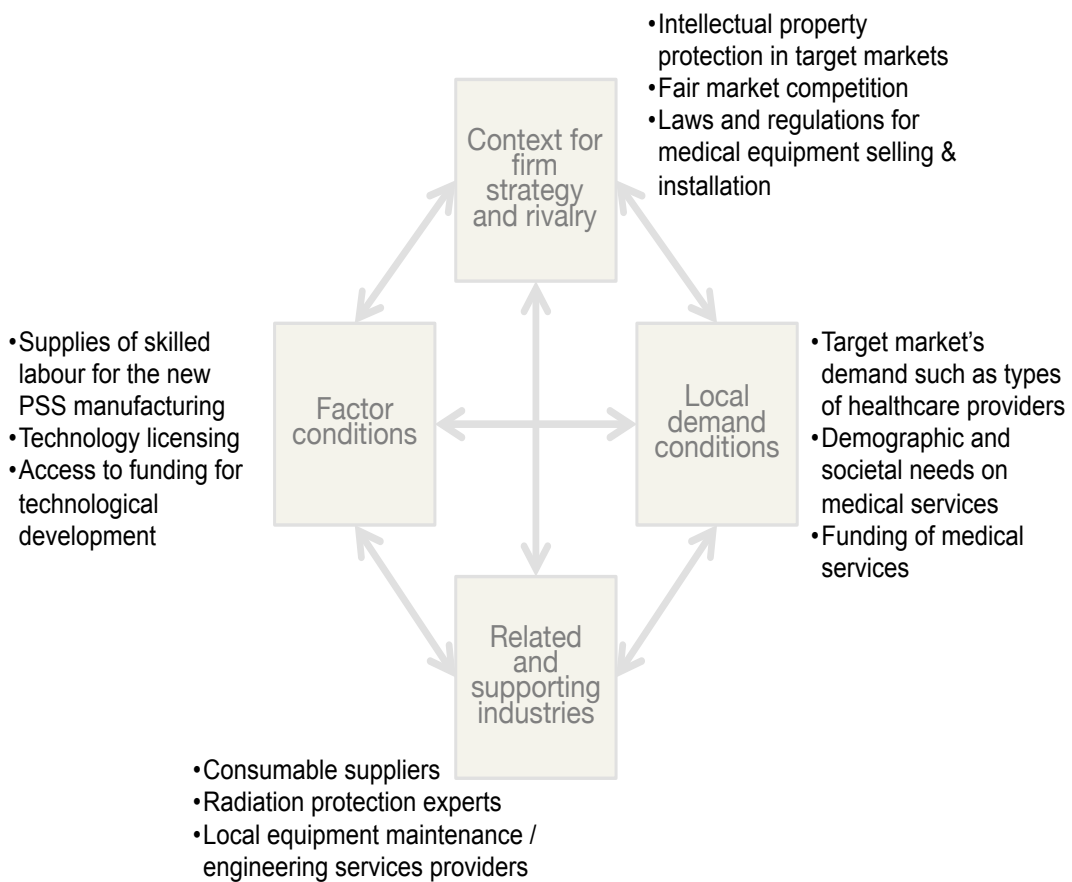 •Intellectual property
protection in target markets
•Fair market competition
•Laws and regulations for
medical equipment selling &
installation
Context for
firm
strategy
and rivalry
•Supplies of skilled
labour for the new
PSS manufacturing
•Technology licensing
•Access to funding for
technological
development
Factor
conditions
Local
demand
conditions
•Target market’s
demand such as types
of healthcare providers
•Demographic and
societal needs on
medical services
•Funding of medical
services
Related
and
supporting
industries
•Consumable suppliers
•Radiation protection experts
•Local equipment maintenance /
engineering services providers